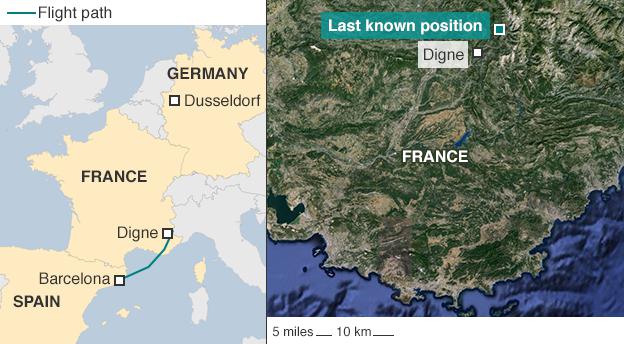 Flight path
GERMANY
Dusseldorf
FRANCE
Digne
Barcelona
SPAIN
Last known position
Digne
FRANCE
5 miles 10 km